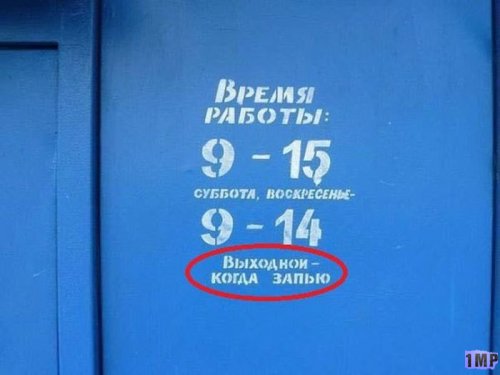 Время
работы:
9 - 15
суббота, воскресенье-
9 - 14
Выходной -
когда запью
1MP